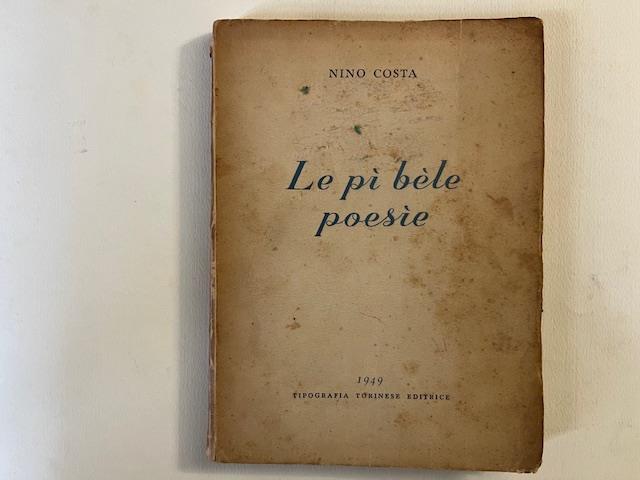 NINO COSTA
Le pì bèle
poesìe
1949
TIPOGRAFIA TORINESE EDITRICE